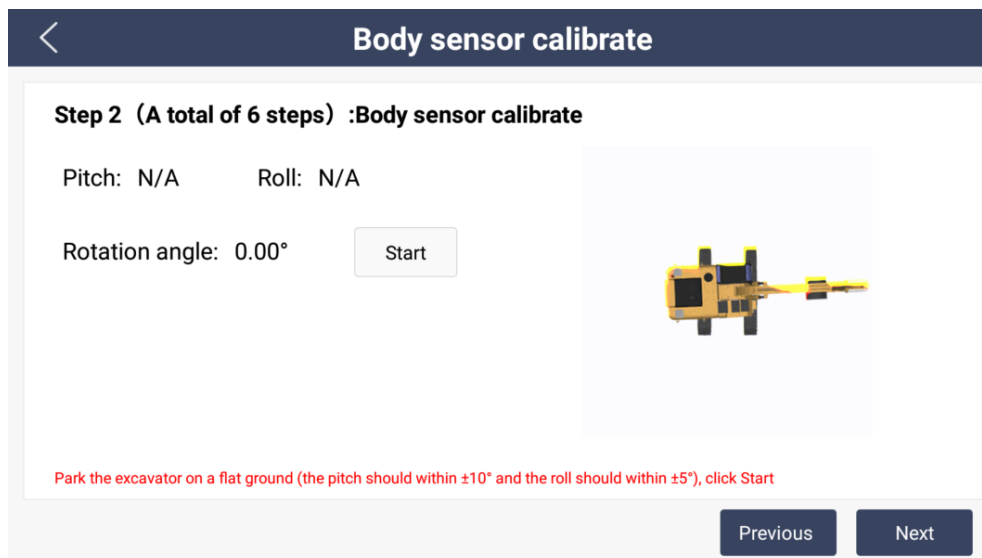 Body sensor calibrate
Step 2（A total of 6 steps）:Body sensor calibrate
Pitch: N/A Roll: N/A
Rotation angle: 0.00° Start
Park the excavator on a flat ground (the pitch should within ±10° and the roll should within ±5°), click Start
Previous Next